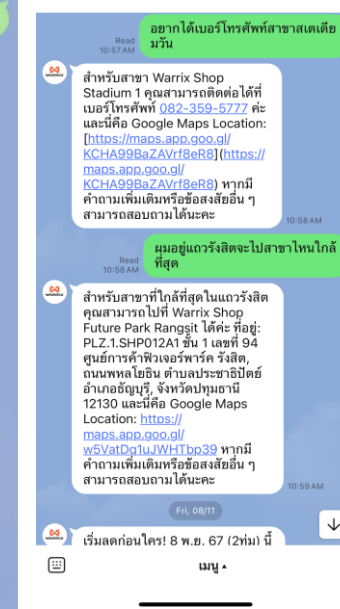 อยากได้เบอร์โทรศัพท์สาขาสเตเดีย
มวัน
Read
10:57 AM
warrix
สำหรับสาขา Warrix Shop
Stadium 1 คุณสามารถติดต่อได้ที่
เบอร์โทรศัพท์ 082-359-5777 ค่ะ
และนี่คือ Google Maps Location:
[https://maps.app.goo.gl/
KCHA99BaZAVrf8eR8](https://
maps.app.goo.gl/
KCHA99BaZAVrf8eR8) หากมี
คำถามเพิ่มเติมหรือข้อสงสัยอื่น ๆ
สามารถสอบถามได้นะคะ
10:58 AM
ผมอยู่แถวรังสิตจะไปสาขาไหนใกล้
ที่สุด
Read
10:58 AM
warrix
สำหรับสาขาที่ใกล้ที่สุดในแถวรังสิต
คุณสามารถไปที่ Warrix Shop
Future Park Rangsit ได้ค่ะ ที่อยู่:
PLZ.1.SHP012A1 ชั้น 1 เลขที่ 94
ศูนย์การค้าฟิวเจอร์พาร์ค รังสิต,
ถนนพหลโยธิน ตำบลประชาธิปัตย์
อำเภอธัญบุรี, จังหวัดปทุมธานี
12130 และนี่คือ Google Maps
Location: https://
maps.app.goo.gl/
w5VatDq1uJWHTbp39 หากมี
คำถามเพิ่มเติมหรือข้อสงสัยอื่น ๆ
สามารถสอบถามได้นะคะ
10:59 AM
Fri, 08/11
warrix
เริ่มลดก่อนใคร! 8 พ.ย. 67 (2ทุ่ม) นี้
เมนู